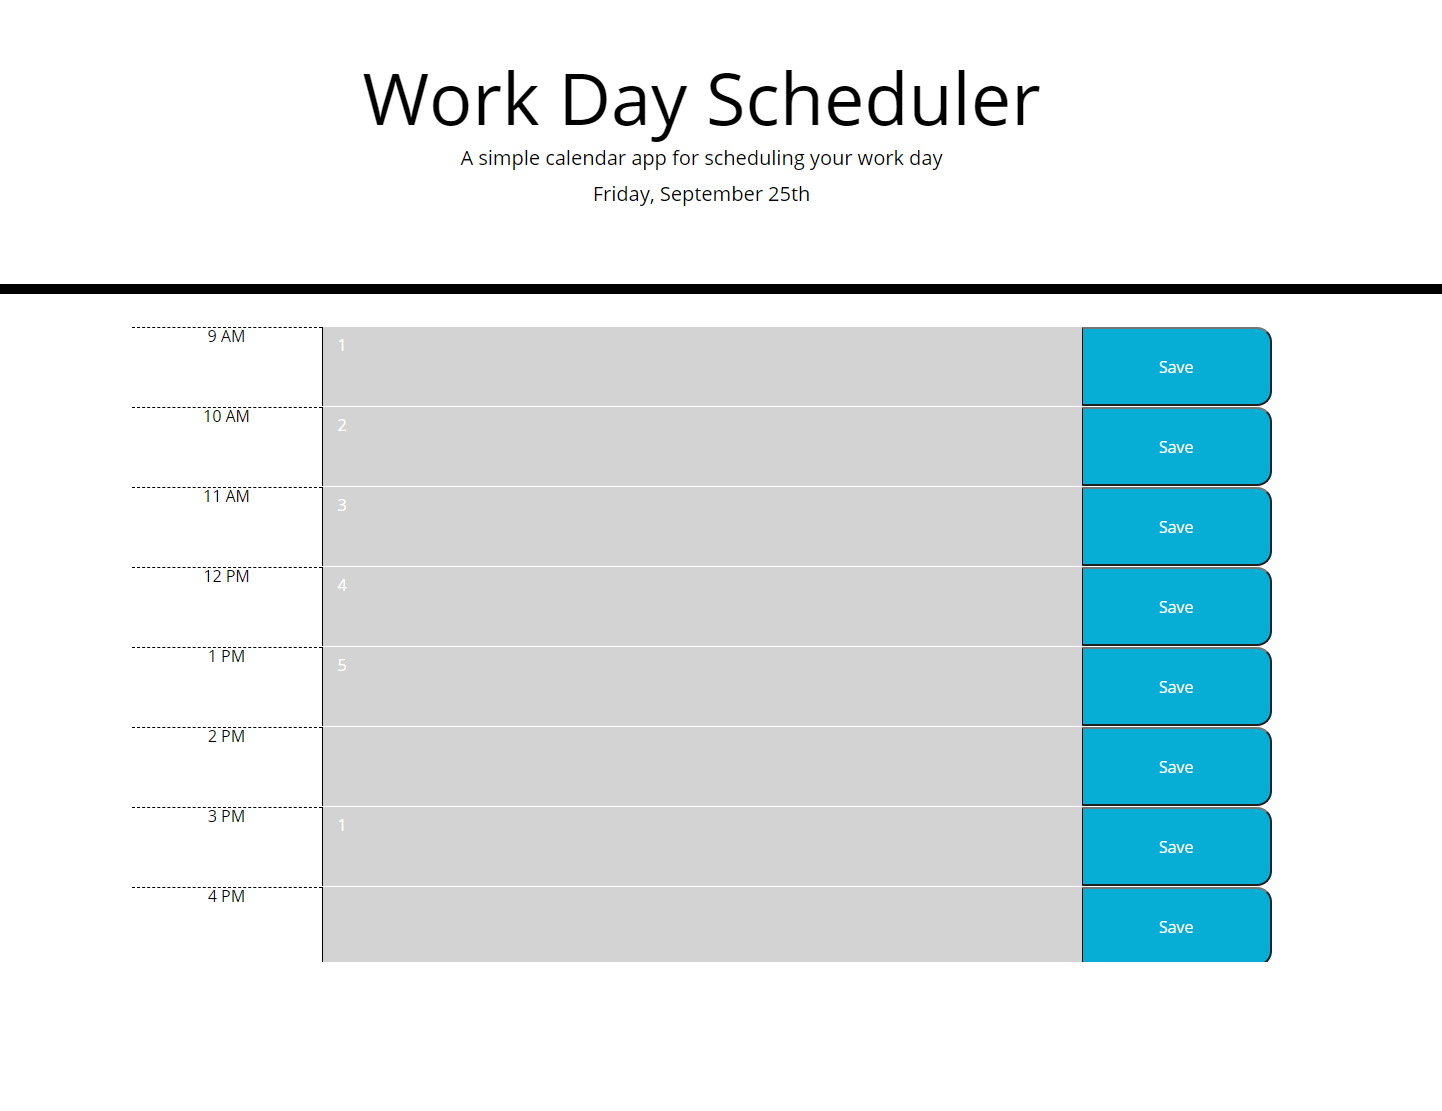 Work Day Scheduler
A simple calendar app for scheduling your work day
Friday, September 25th
9 AM 1 Save
10 AM 2 Save
11 AM 3 Save
12 PM 4 Save
1 PM 5 Save
2 PM Save
3 PM 1 Save
4 PM Save